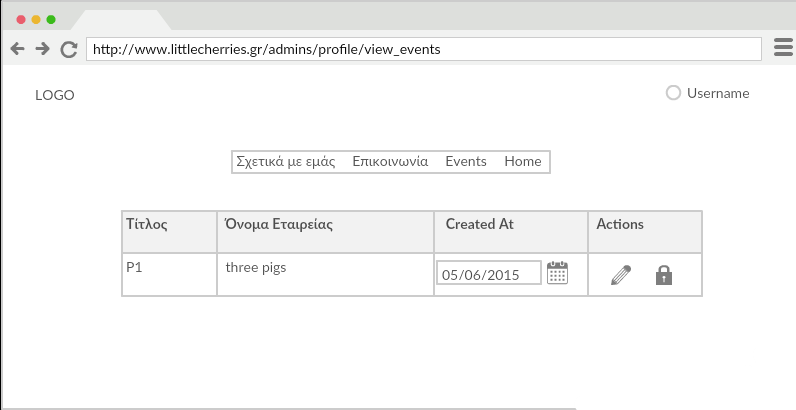 http://www.littlecherries.gr/admins/profile/view_events
LOGO
Username
Σχετικά με εμάς Επικοινωνία Events Home
Τίτλος Όνομα Εταιρείας Created At Actions
P1 three pigs 05/06/2015